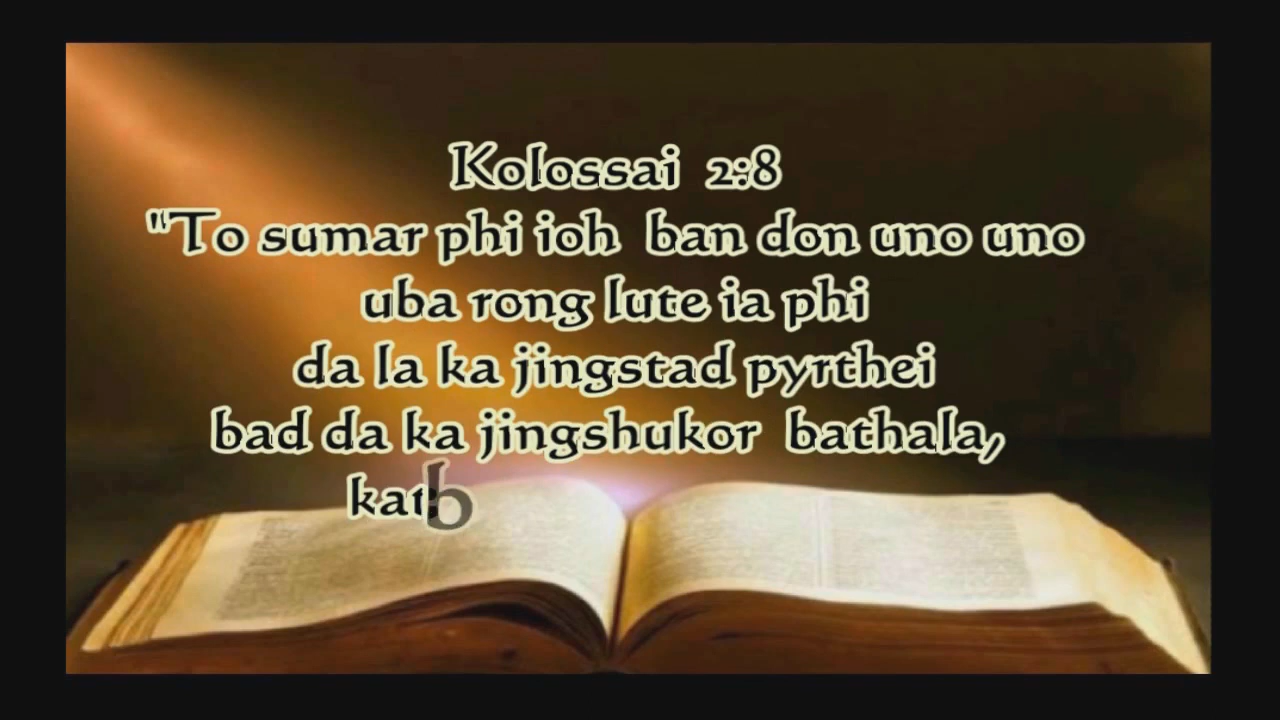 Kolossai 2:8
"To sumar phi ioh ban don uno uno
uba rong lute ia phi
da la ka jingstad pyrthei
bad da ka jingshukor bathala,
katb